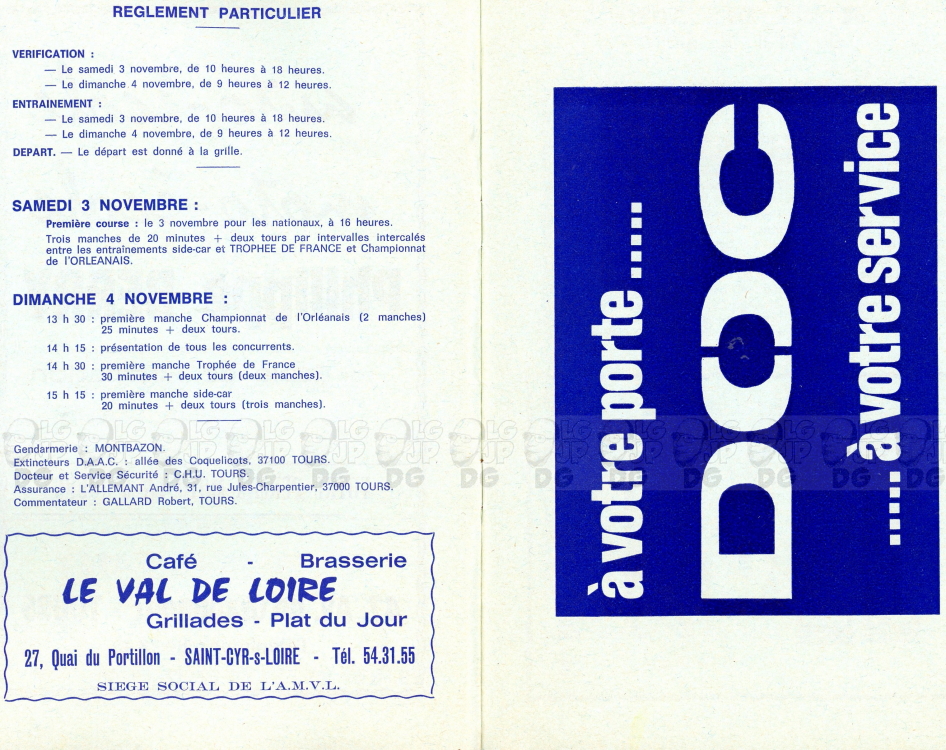 REGLEMENT PARTICULIER
VERIFICATION :
— Le samedi 3 novembre, de 10 heures à 18 heures.
— Le dimanche 4 novembre, de 9 heures à 12 heures.
ENTRAINEMENT :
— Le samedi 3 novembre, de 10 heures à 18 heures.
— Le dimanche 4 novembre, de 9 heures à 12 heures.
DEPART. — Le départ est donné à la grille.
SAMEDI 3 NOVEMBRE :
Première course : le 3 novembre pour les nationaux, à 16 heures.
Trois manches de 20 minutes + deux tours par intervalles intercalés
entre les entraînements side-car et TROPHEE DE FRANCE et Championnat
de l'ORLEANAIS.
DIMANCHE 4 NOVEMBRE :
13 h 30 : première manche Championnat de l'Orléanais (2 manches)
25 minutes + deux tours.
14 h 15 : présentation de tous les concurrents.
14 h 30 : première manche Trophée de France
30 minutes + deux tours (deux manches).
15 h 15 : première manche side-car
20 minutes + deux tours (trois manches).
Gendarmerie : MONTBAZON.
Extincteurs D.A.A.C. : allée des Coquelicots, 37100 TOURS.
Docteur et Service Sécurité : C.H.U. TOURS.
Assurance : L'ALLEMANT André, 31, rue Jules-Charpentier, 37000 TOURS.
Commentateur : GALLARD Robert, TOURS.
Café - Brasserie
LE VAL DE LOIRE
Grillades - Plat du Jour
27, Quai du Portillon - SAINT-CYR-s-LOIRE - Tél. 54.31.55
SIEGE SOCIAL DE L'A.M.V.L.
à votre porte .....
DOC
..... à votre service